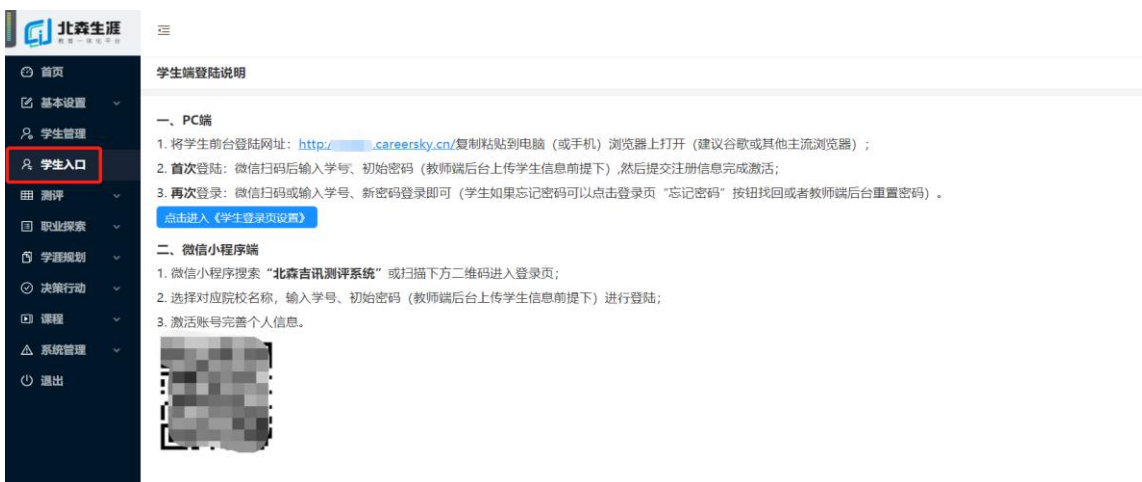 北森生涯
教育一体化平台
首页
基本设置
学生管理
学生入口
测评
职业探索
学涯规划
决策行动
课程
系统管理
退出
学生端登陆说明
一、PC端
1. 将学生前台登陆网址：http:/ .careersky.cn/复制粘贴到电脑（或手机）浏览器上打开（建议谷歌或其他主流浏览器）;
2. 首次登陆：微信扫码后输入学号、初始密码（教师端后台上传学生信息前提下）,然后提交注册信息完成激活;
3. 再次登录：微信扫码或输入学号、新密码登录即可（学生如果忘记密码可以点击登录页“忘记密码”按钮找回或者教师端后台重置密码）。
点击进入《学生登录页设置》
二、微信小程序端
1. 微信小程序搜索“北森吉讯测评系统”或扫描下方二维码进入登录页;
2. 选择对应院校名称，输入学号、初始密码（教师端后台上传学生信息前提下）进行登陆;
3. 激活账号完善个人信息。